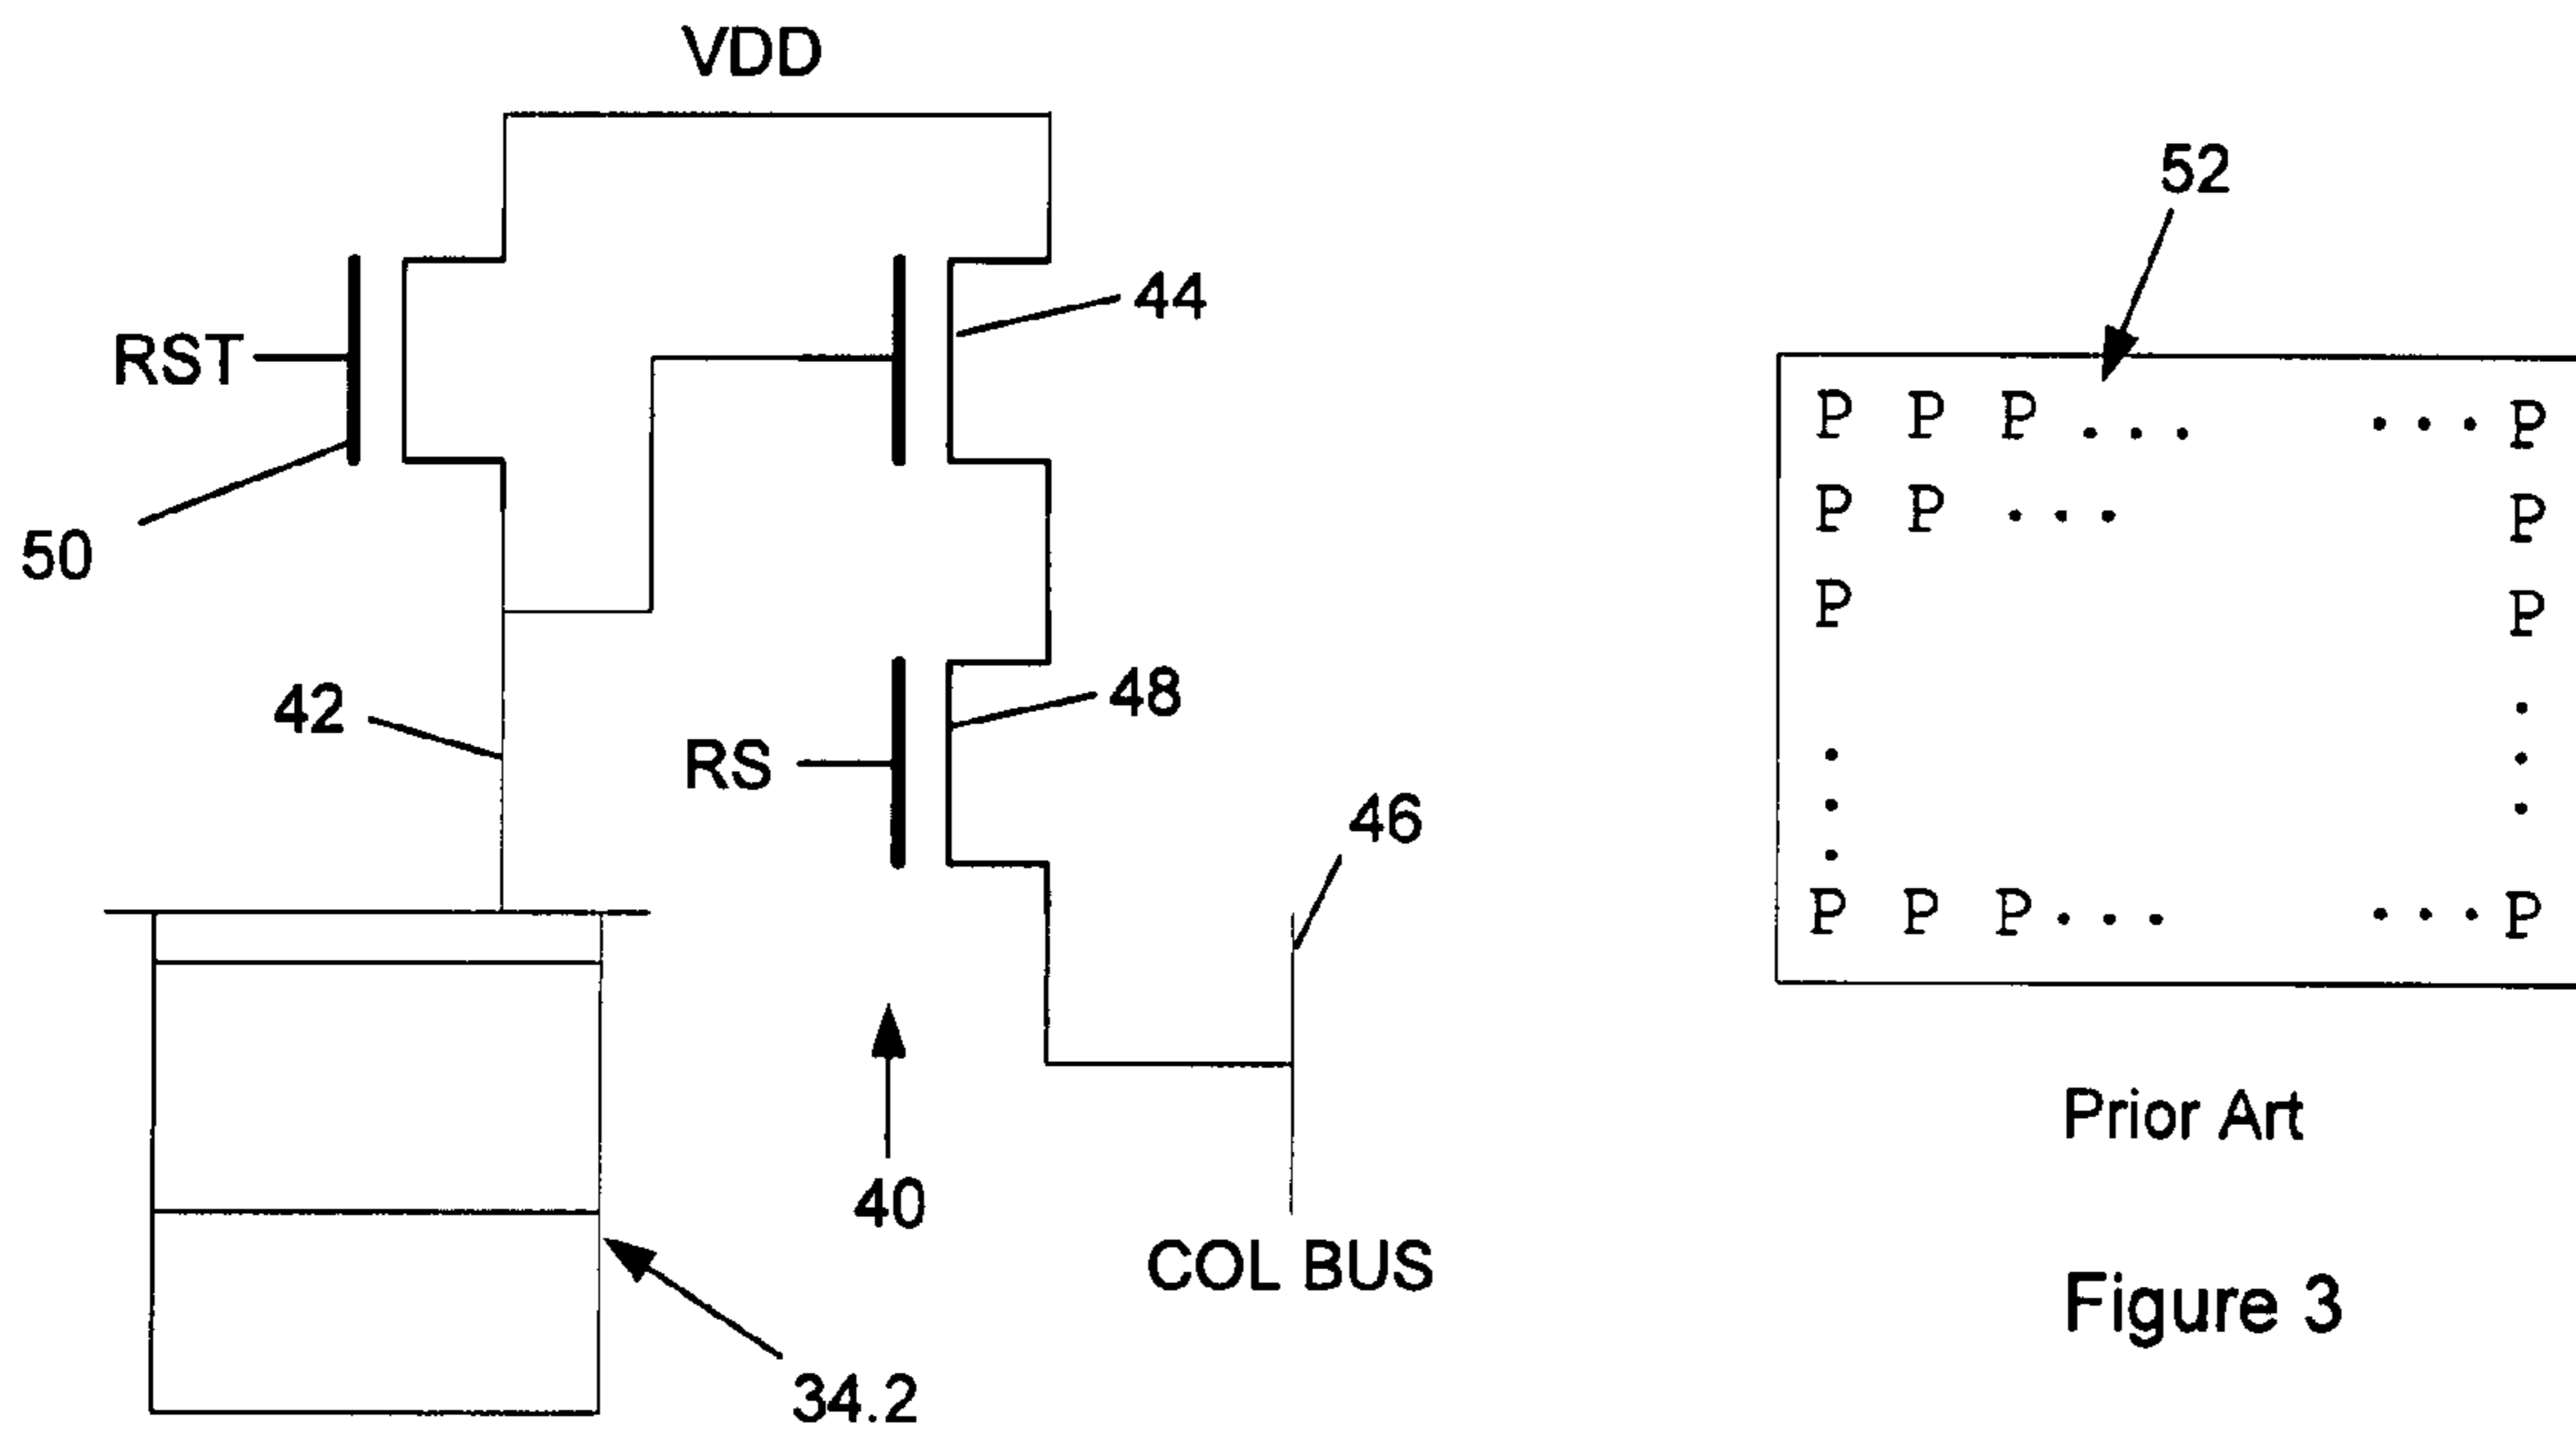 VDD
RST
50
42
44
48
RS
46
40
COL BUS
34.2
52
P P P ... ...P
P P ... P
P P
P P P... ...P
Prior Art
Figure 3